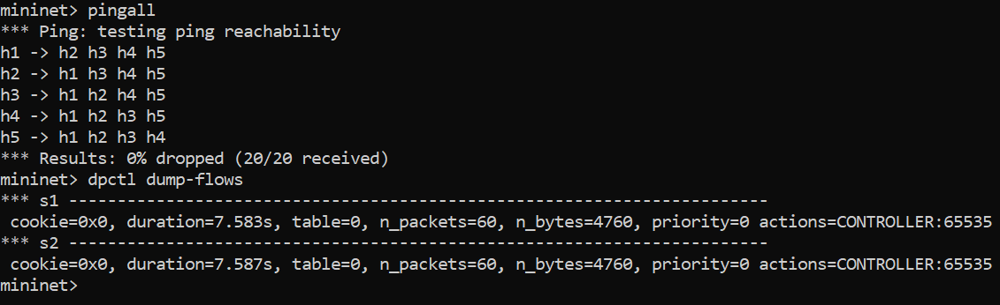 mininet> pingall
*** Ping: testing ping reachability
h1 -> h2 h3 h4 h5
h2 -> h1 h3 h4 h5
h3 -> h1 h2 h4 h5
h4 -> h1 h2 h3 h5
h5 -> h1 h2 h3 h4
*** Results: 0% dropped (20/20 received)
mininet> dpctl dump-flows
*** s1 ------------------------------------------------------------------------
 cookie=0x0, duration=7.583s, table=0, n_packets=60, n_bytes=4760, priority=0 actions=CONTROLLER:65535
*** s2 ------------------------------------------------------------------------
 cookie=0x0, duration=7.587s, table=0, n_packets=60, n_bytes=4760, priority=0 actions=CONTROLLER:65535
mininet>